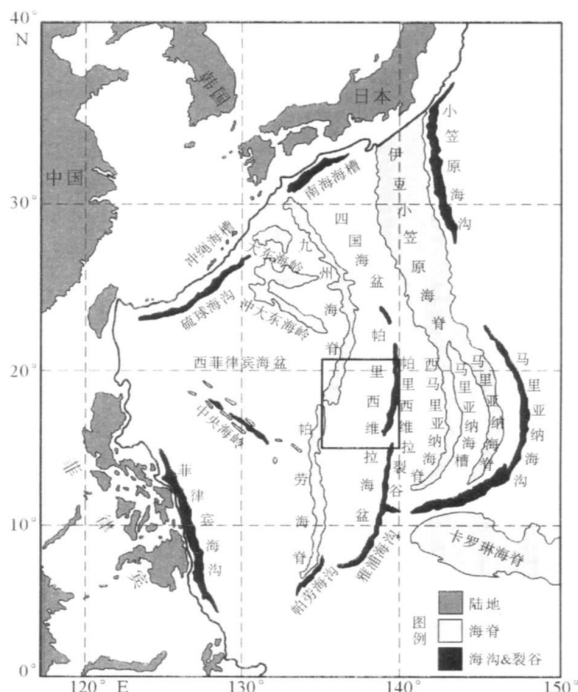 40°
N
30°
20°
10°
0°
120°
E
130°
140°
150°
中国
韩国
日本
菲律宾
小笠原海沟
伊豆小笠原海脊
南海海槽
四国海盆
冲绳海槽
九州海脊
大东海岭
琉球海沟
冲大东海岭
西菲律宾海盆
中央海岭
帕里西维拉海盆
帕里西维拉裂谷
西马里亚纳海脊
马里亚纳海槽
马里亚纳海脊
马里亚纳海沟
帕劳海脊
菲律宾海沟
帕劳海沟
雅浦海沟
卡罗琳海脊
图例
陆地
海脊
海沟&裂谷